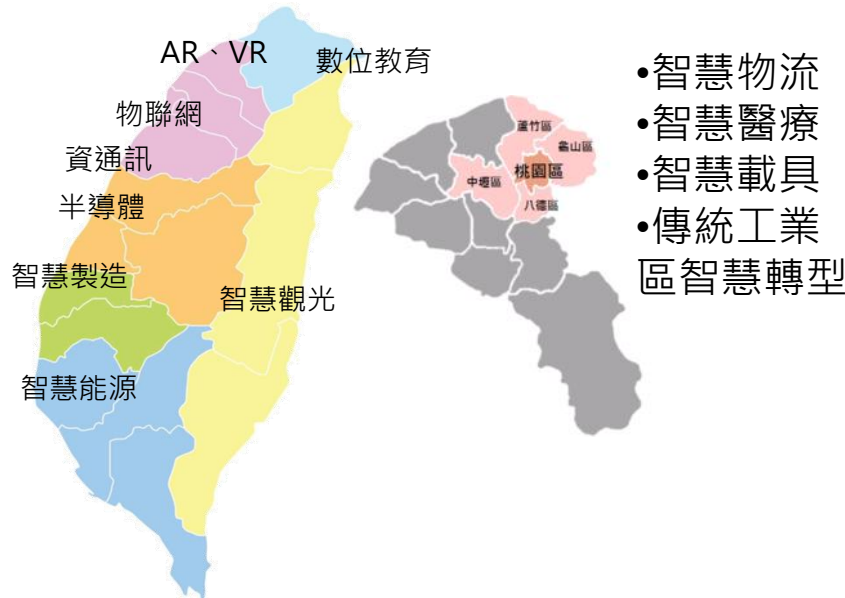 AR、VR
數位教育
物聯網
資通訊
半導體
智慧製造
智慧觀光
智慧能源
蘆竹區
龜山區
桃園區
中壢區
八德區
•智慧物流
•智慧醫療
•智慧載具
•傳統工業
區智慧轉型